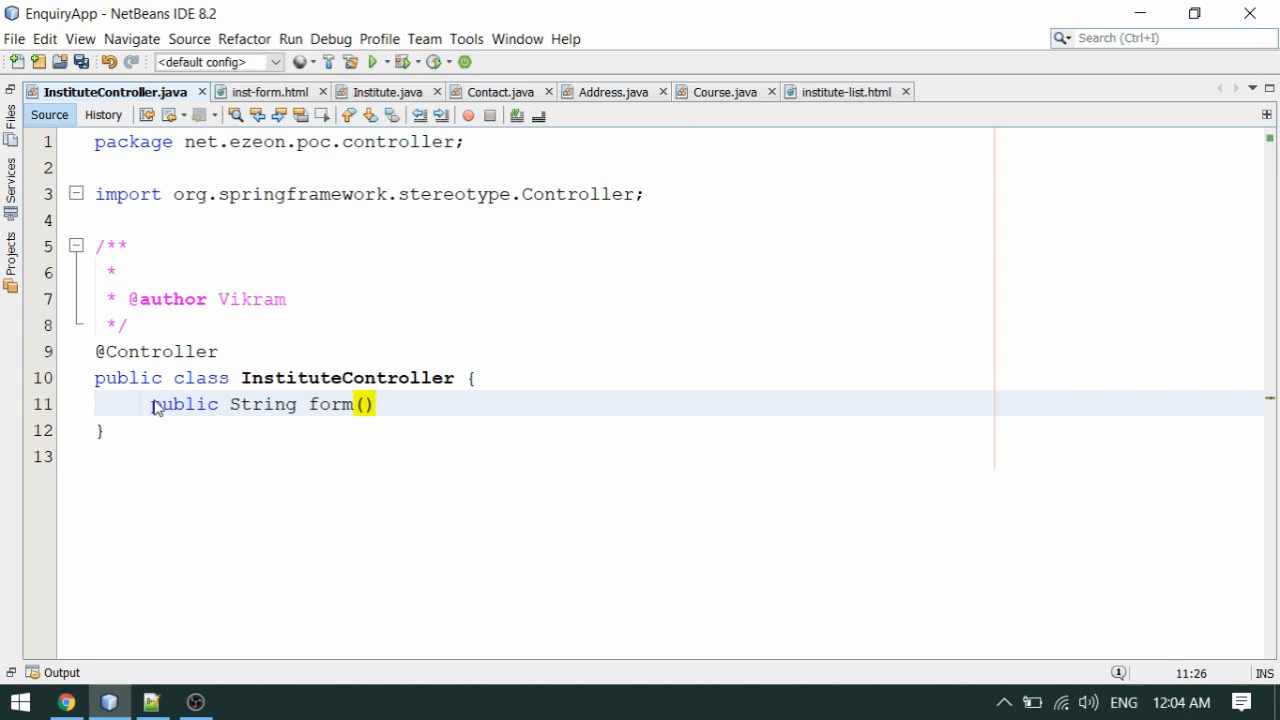 EnquiryApp - NetBeans IDE 8.2
File Edit View Navigate Source Refactor Run Debug Profile Team Tools Window Help
Search (Ctrl+I)
<default config>
InstituteController.java inst-form.html Institute.java Contact.java Address.java Course.java institute-list.html
Source History
Files
Services
Projects
1 package net.ezeon.poc.controller;
2
3 import org.springframework.stereotype.Controller;
4
5 /**
6 *
7 * @author Vikram
8 */
9 @Controller
10 public class InstituteController {
11 public String form()
12 }
13
Output
1
11:26 INS
ENG 12:04 AM